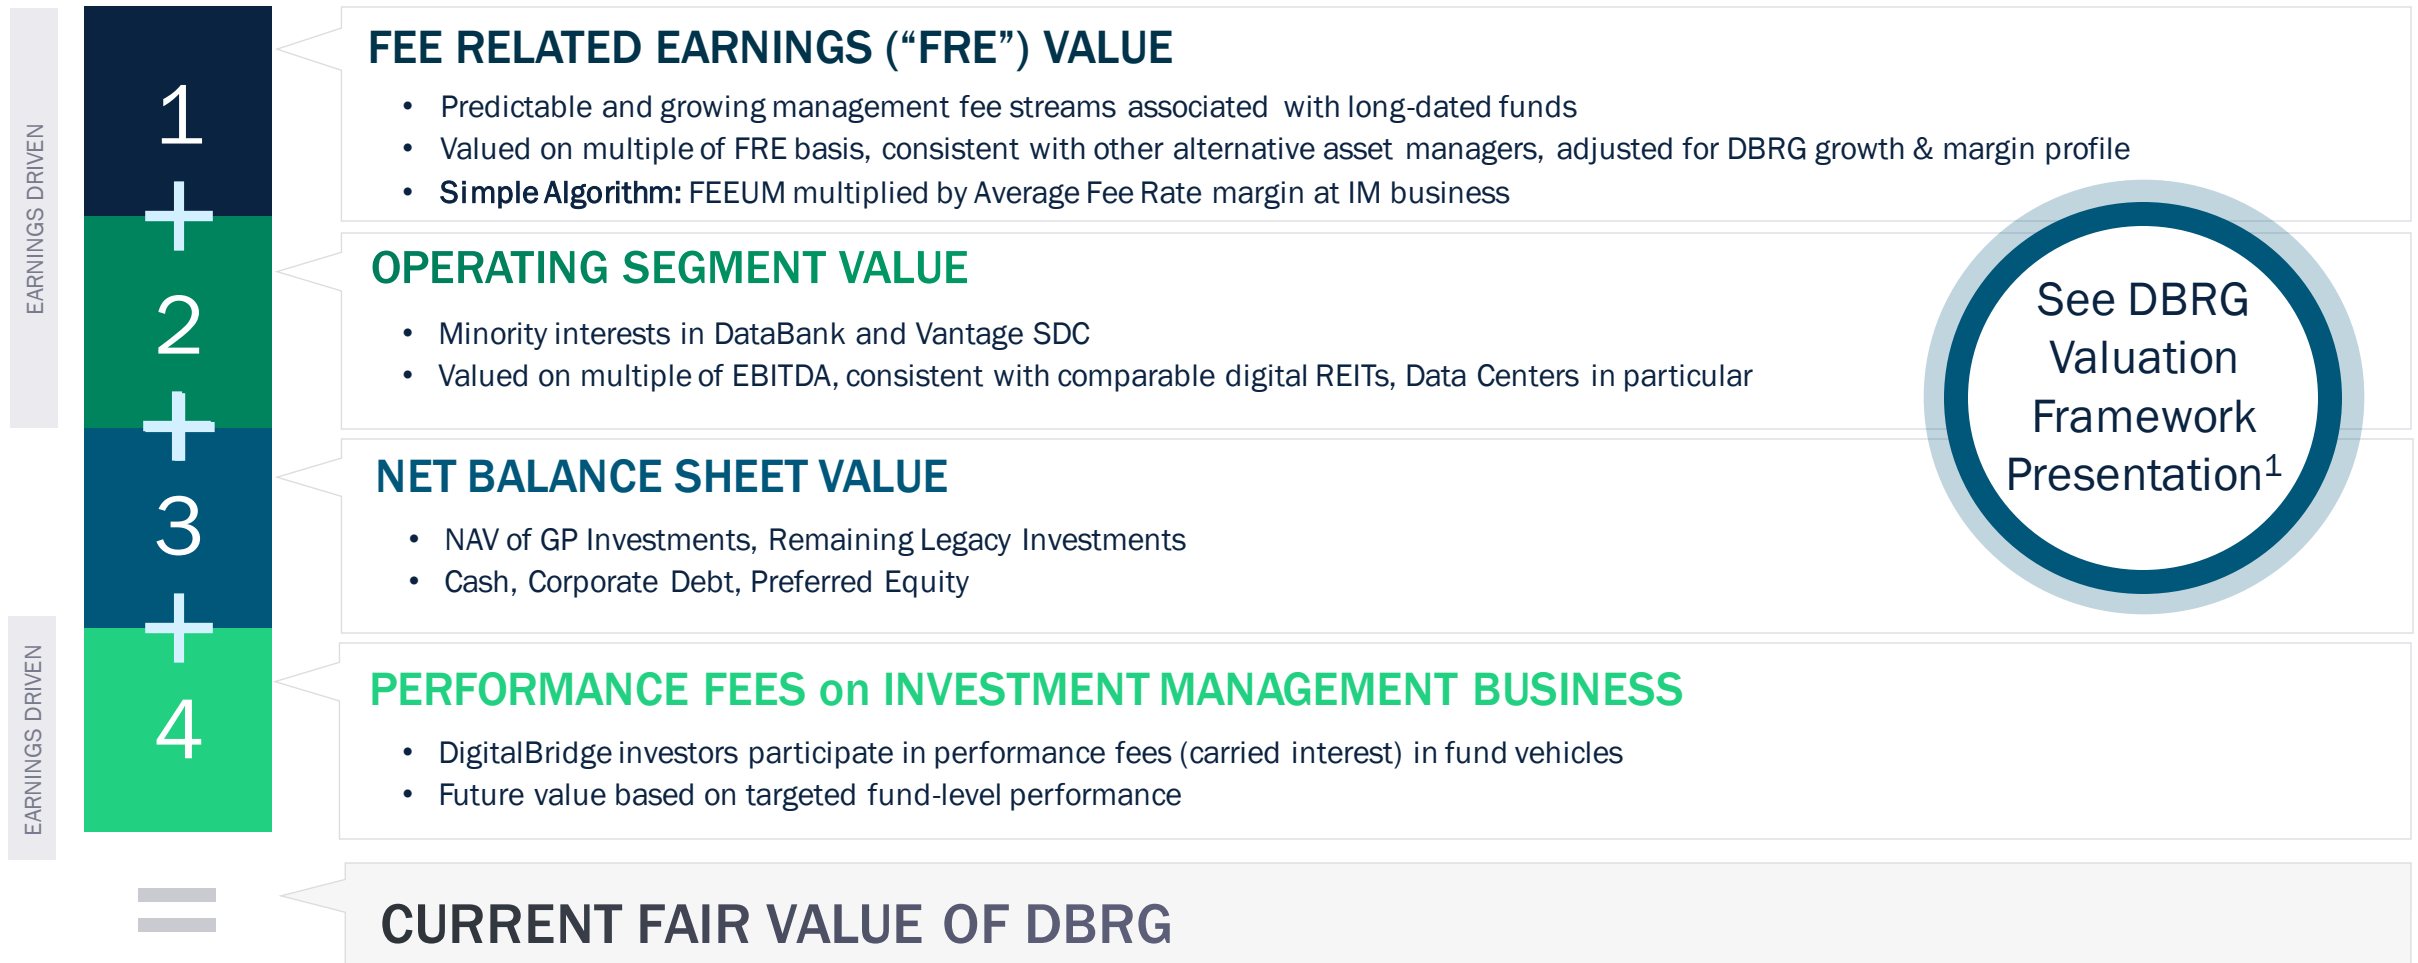 EARNINGS DRIVEN
1
FEE RELATED EARNINGS (“FRE”) VALUE
• Predictable and growing management fee streams associated with long-dated funds
• Valued on multiple of FRE basis, consistent with other alternative asset managers, adjusted for DBRG growth & margin profile
• Simple Algorithm: FEEUM multiplied by Average Fee Rate margin at IM business
+
2
OPERATING SEGMENT VALUE
• Minority interests in DataBank and Vantage SDC
• Valued on multiple of EBITDA, consistent with comparable digital REITs, Data Centers in particular
+
3
NET BALANCE SHEET VALUE
• NAV of GP Investments, Remaining Legacy Investments
• Cash, Corporate Debt, Preferred Equity
See DBRG
Valuation
Framework
Presentation¹
+
EARNINGS DRIVEN
4
PERFORMANCE FEES on INVESTMENT MANAGEMENT BUSINESS
• DigitalBridge investors participate in performance fees (carried interest) in fund vehicles
• Future value based on targeted fund-level performance
=
CURRENT FAIR VALUE OF DBRG